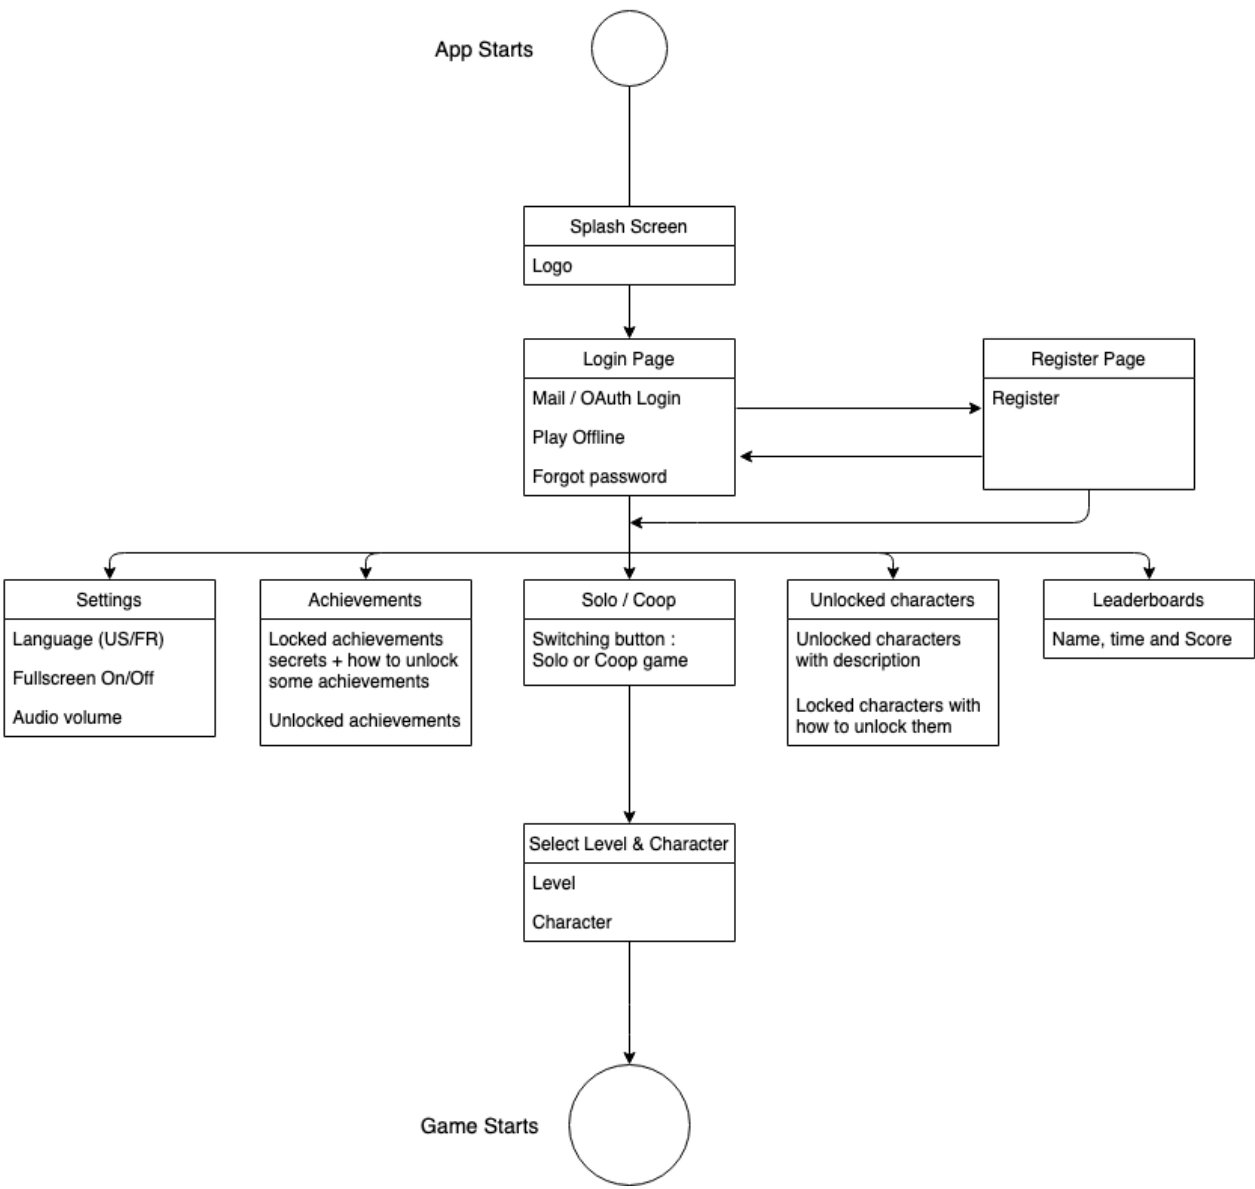 App Starts
Splash Screen
Logo
Login Page
Mail / OAuth Login
Play Offline
Forgot password
Register Page
Register
Settings
Language (US/FR)
Fullscreen On/Off
Audio volume
Achievements
Locked achievements
secrets + how to unlock
some achievements
Unlocked achievements
Solo / Coop
Switching button :
Solo or Coop game
Unlocked characters
Unlocked characters
with description
Locked characters with
how to unlock them
Leaderboards
Name, time and Score
Select Level & Character
Level
Character
Game Starts